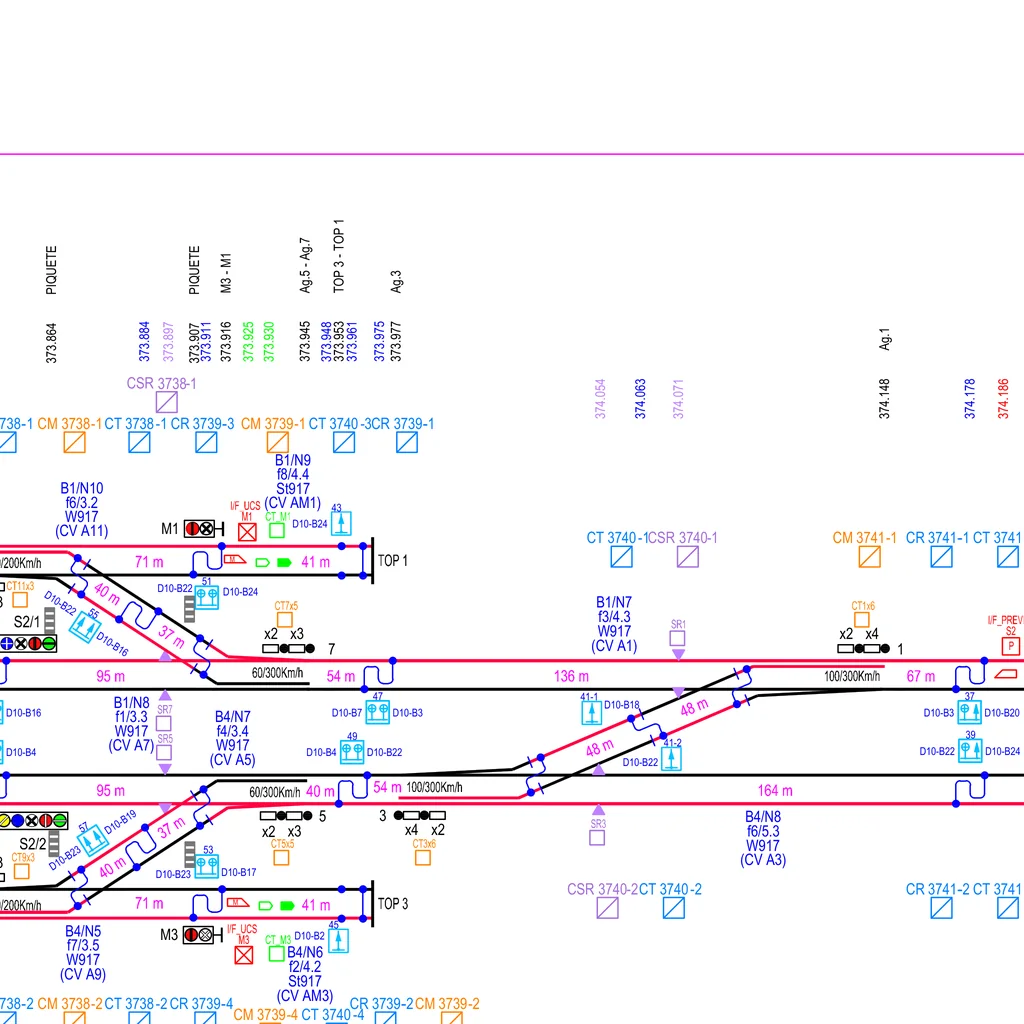 PIQUETE
PIQUETE
M3 - M1
Ag.5 - Ag.7
TOP 3 - TOP 1
Ag.3
Ag.1
373.864
373.884
373.897
373.907
373.911
373.916
373.925
373.930
373.945
373.948
373.953
373.961
373.975
373.977
374.054
374.063
374.071
374.148
374.178
374.186
CSR 3738-1
738-1
CM 3738-1
CT 3738-1
CR 3739-3
CM 3739-1
CT 3740-3
CR 3739-1
B1/N10
f6/3.2
W917
(CV A11)
B1/N9
f8/4.4
St917
(CV AM1)
I/F_UCS
M1
CT_M1
D10-B24
43
M1
CT 3740-1
CSR 3740-1
CM 3741-1
CR 3741-1
CT 3741
71 m
M
41 m
TOP 1
0/200Km/h
CT11x3
40 m
D10-B22
51
D10-B24
S2/1
D10-B22
55
D10-B16
37 m
CT7x5
x2
x3
7
B1/N7
f3/4.3
W917
(CV A1)
SR1
CT1x6
x2
x4
1
I/F_PREV
S2
P
95 m
60/300Km/h
54 m
136 m
100/300Km/h
67 m
D10-B16
B1/N8
f1/3.3
W917
(CV A7)
SR7
SR5
B4/N7
f4/3.4
W917
(CV A5)
D10-B7
47
D10-B3
41-1
D10-B18
48 m
D10-B3
37
D10-B20
D10-B4
D10-B4
49
D10-B22
48 m
41-2
D10-B22
D10-B22
39
D10-B24
95 m
60/300Km/h
40 m
54 m
100/300Km/h
164 m
S2/2
57
D10-B19
D10-B23
37 m
x2
x3
5
3
x4
x2
SR3
B4/N8
f6/5.3
W917
(CV A3)
CT9x3
40 m
53
D10-B23
D10-B17
CT5x5
CT3x6
CSR 3740-2
CT 3740-2
CR 3741-2
CT 3741
0/200Km/h
71 m
M
41 m
TOP 3
M3
I/F_UCS
M3
CT_M3
D10-B2
45
B4/N5
f7/3.5
W917
(CV A9)
B4/N6
f2/4.2
St917
(CV AM3)
738-2
CM 3738-2
CT 3738-2
CR 3739-4
CM 3739-4
CT 3740-4
CR 3739-2
CM 3739-2